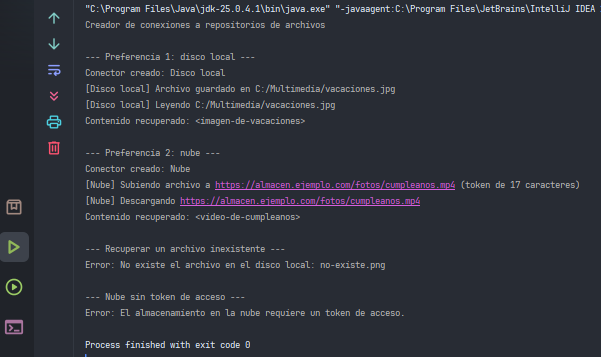 "C:\Program Files\Java\jdk-25.0.4.1\bin\java.exe" "-javaagent:C:\Program Files\JetBrains\IntelliJ IDEA
Creador de conexiones a repositorios de archivos
--- Preferencia 1: disco local ---
Conector creado: Disco local
[Disco local] Archivo guardado en C:/Multimedia/vacaciones.jpg
[Disco local] Leyendo C:/Multimedia/vacaciones.jpg
Contenido recuperado: <imagen-de-vacaciones>
--- Preferencia 2: nube ---
Conector creado: Nube
[Nube] Subiendo archivo a https://almacen.ejemplo.com/fotos/cumpleanos.mp4 (token de 17 caracteres)
[Nube] Descargando https://almacen.ejemplo.com/fotos/cumpleanos.mp4
Contenido recuperado: <video-de-cumpleanos>
--- Recuperar un archivo inexistente ---
Error: No existe el archivo en el disco local: no-existe.png
--- Nube sin token de acceso ---
Error: El almacenamiento en la nube requiere un token de acceso.
Process finished with exit code 0